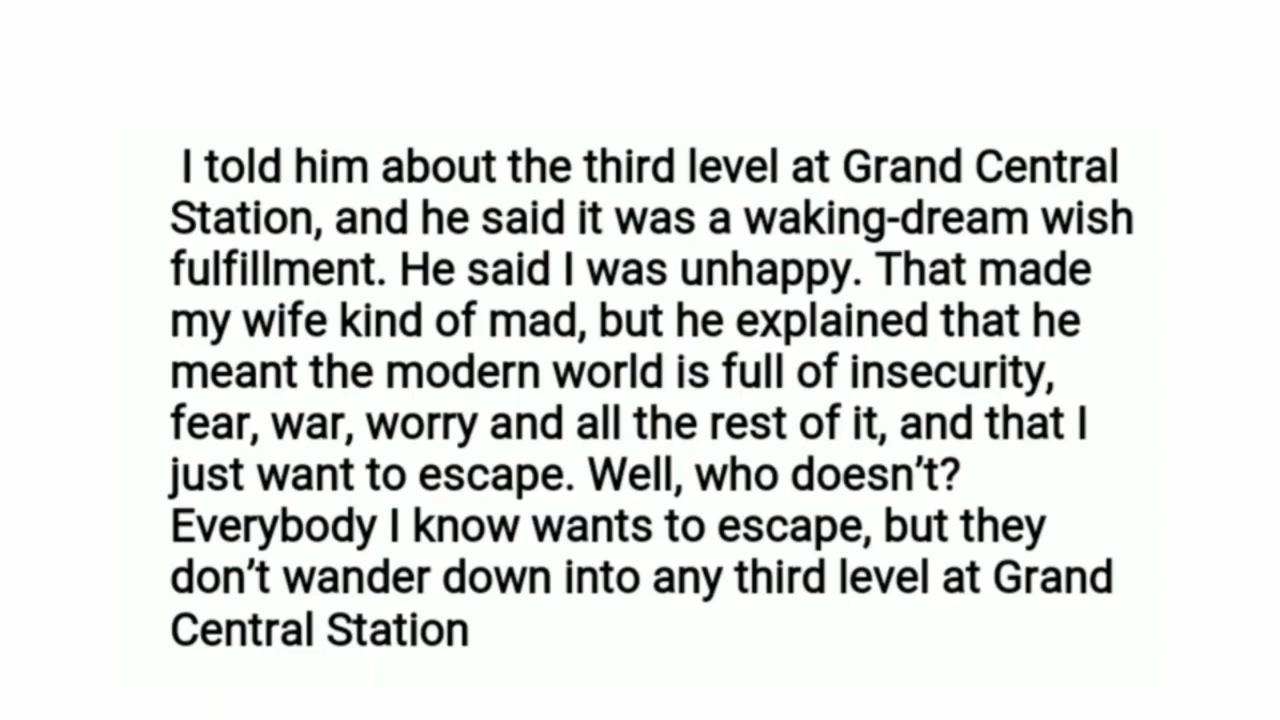 I told him about the third level at Grand Central
Station, and he said it was a waking-dream wish
fulfillment. He said I was unhappy. That made
my wife kind of mad, but he explained that he
meant the modern world is full of insecurity,
fear, war, worry and all the rest of it, and that I
just want to escape. Well, who doesn’t?
Everybody I know wants to escape, but they
don’t wander down into any third level at Grand
Central Station